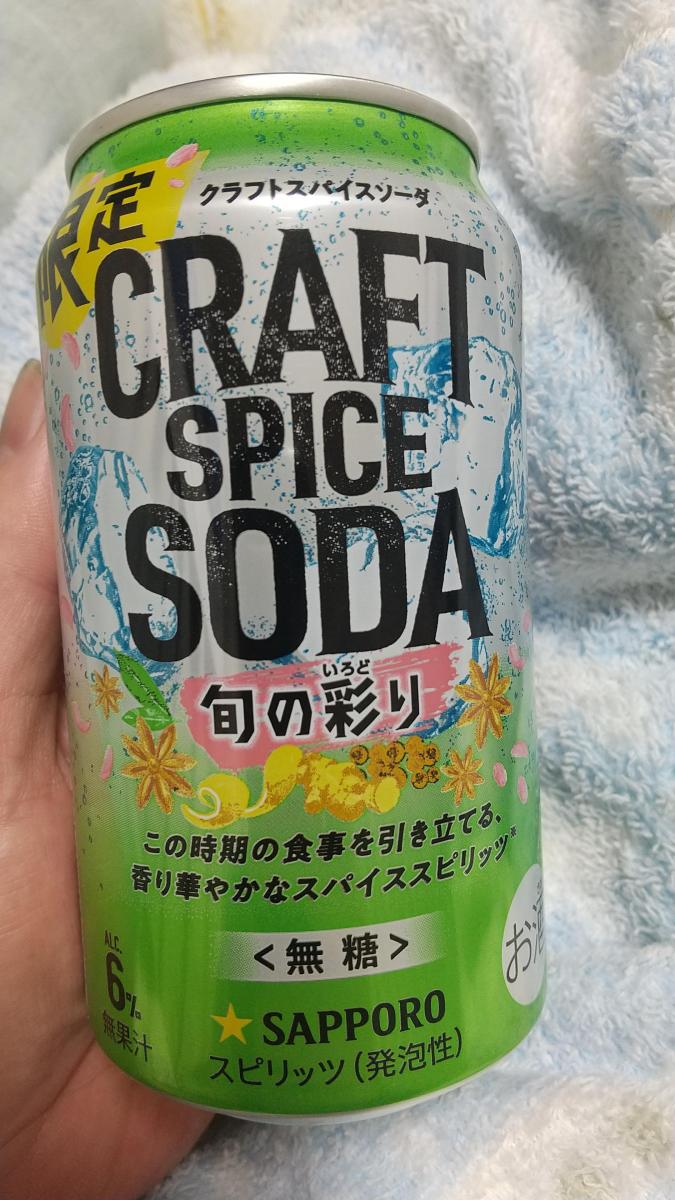 限定
クラフトスパイスソーダ
CRAFT
SPICE
SODA
いろど
旬の彩り
この時期の食事を引き立てる、
香り華やかなスパイススピリッツ※
<無糖>
ALC.
6%
無果汁
お酒
SAPPORO
スピリッツ(発泡性)